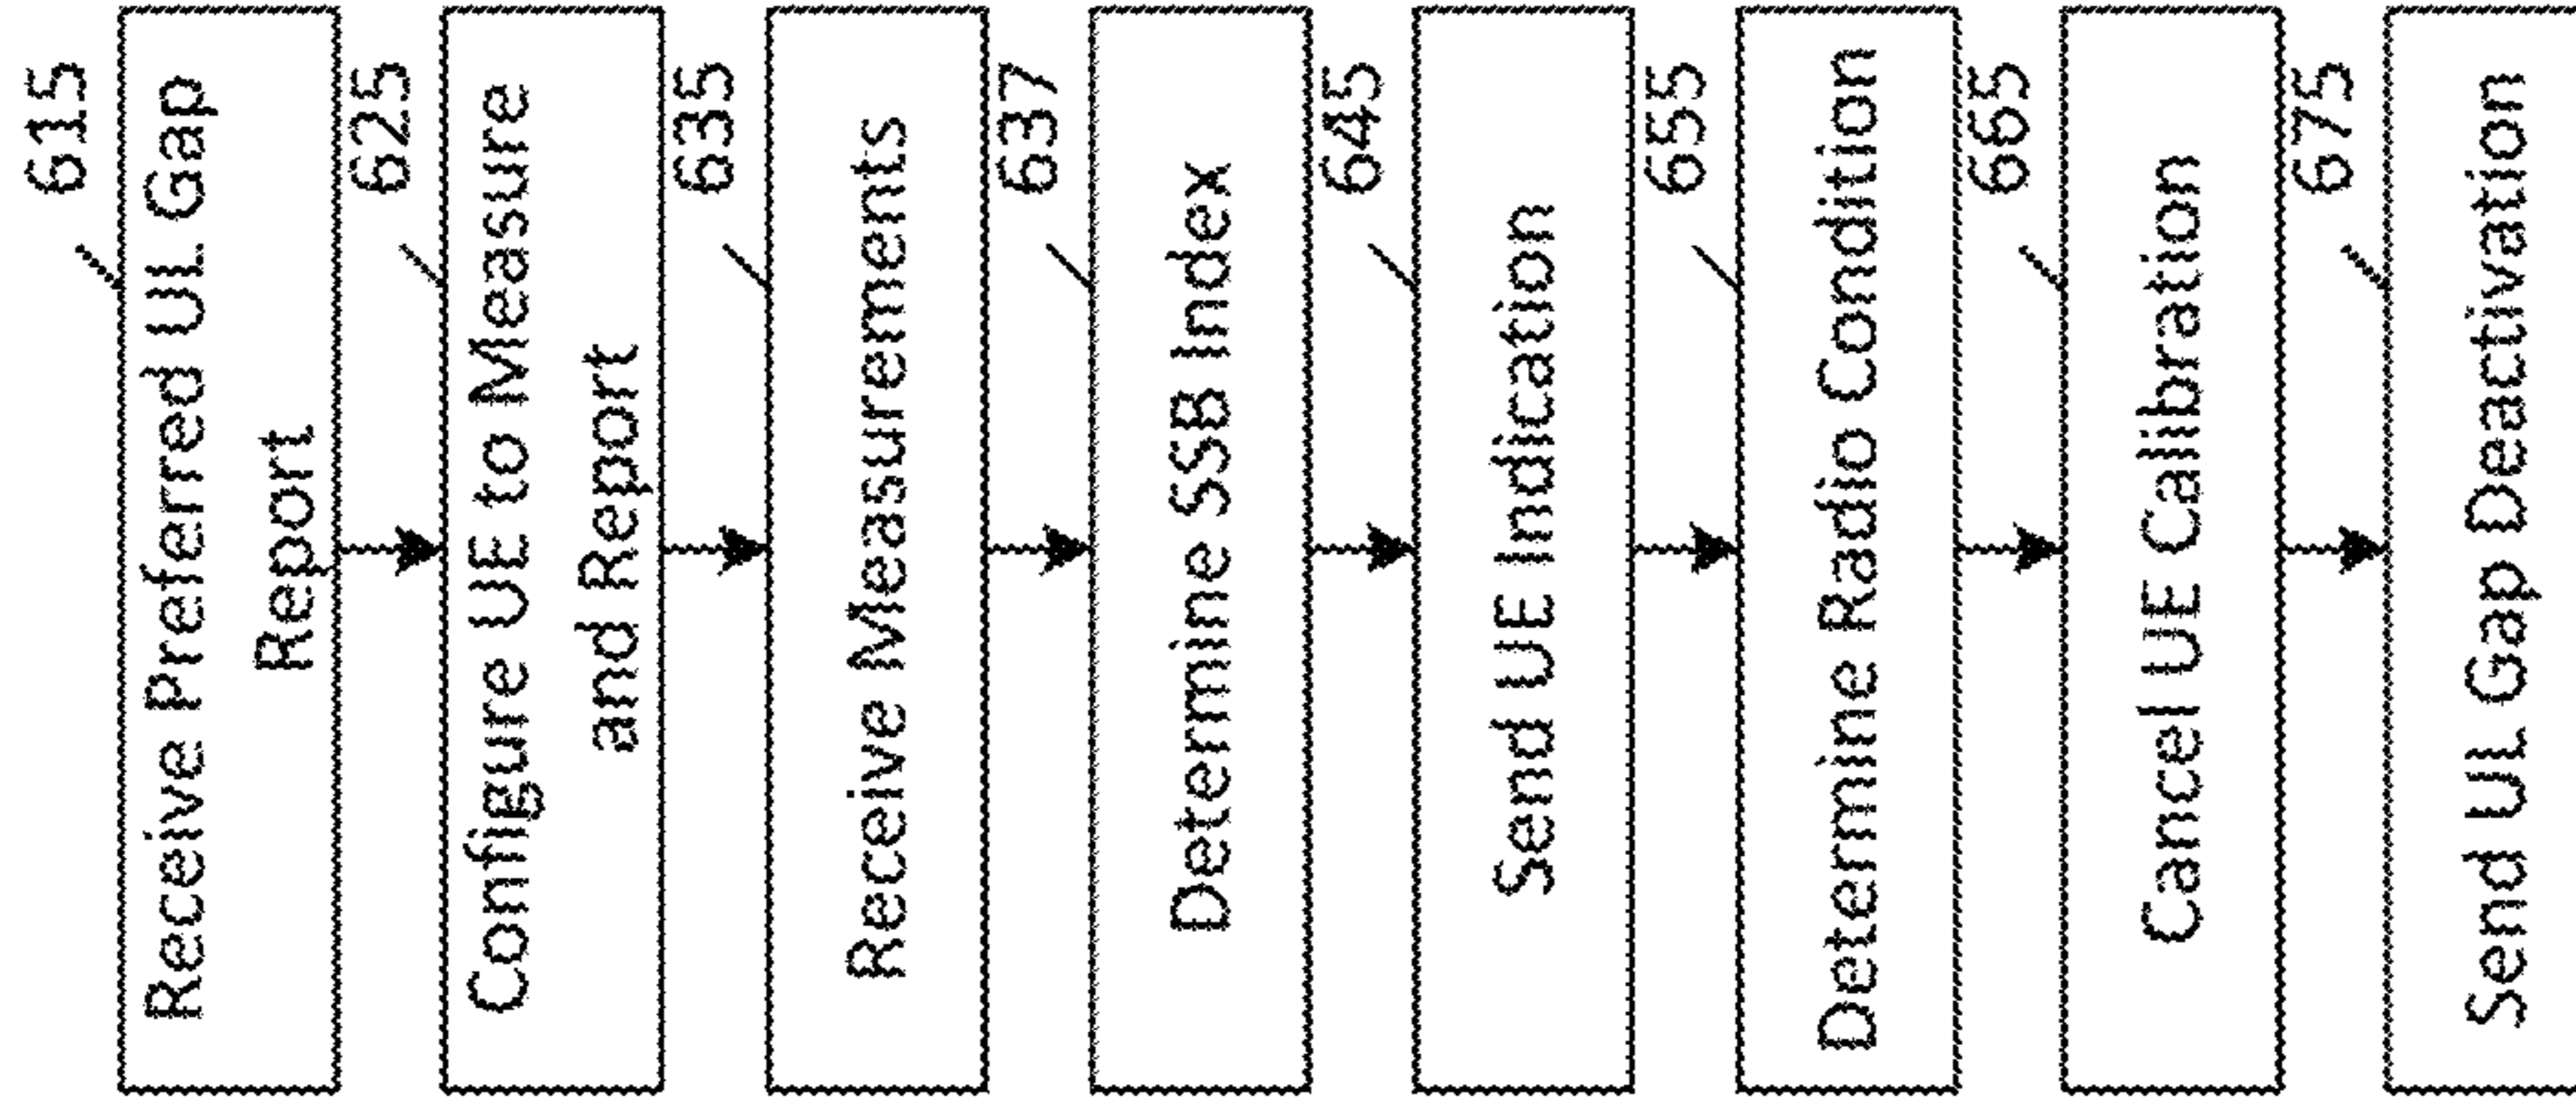 615
Receive Preferred UL Gap
Report
625
Configure UE to Measure
and Report
635
Receive Measurements
637
Determine SSB Index
645
Send UE Indication
655
Determine Radio Condition
665
Cancel UE Calibration
675
Send UL Gap Deactivation